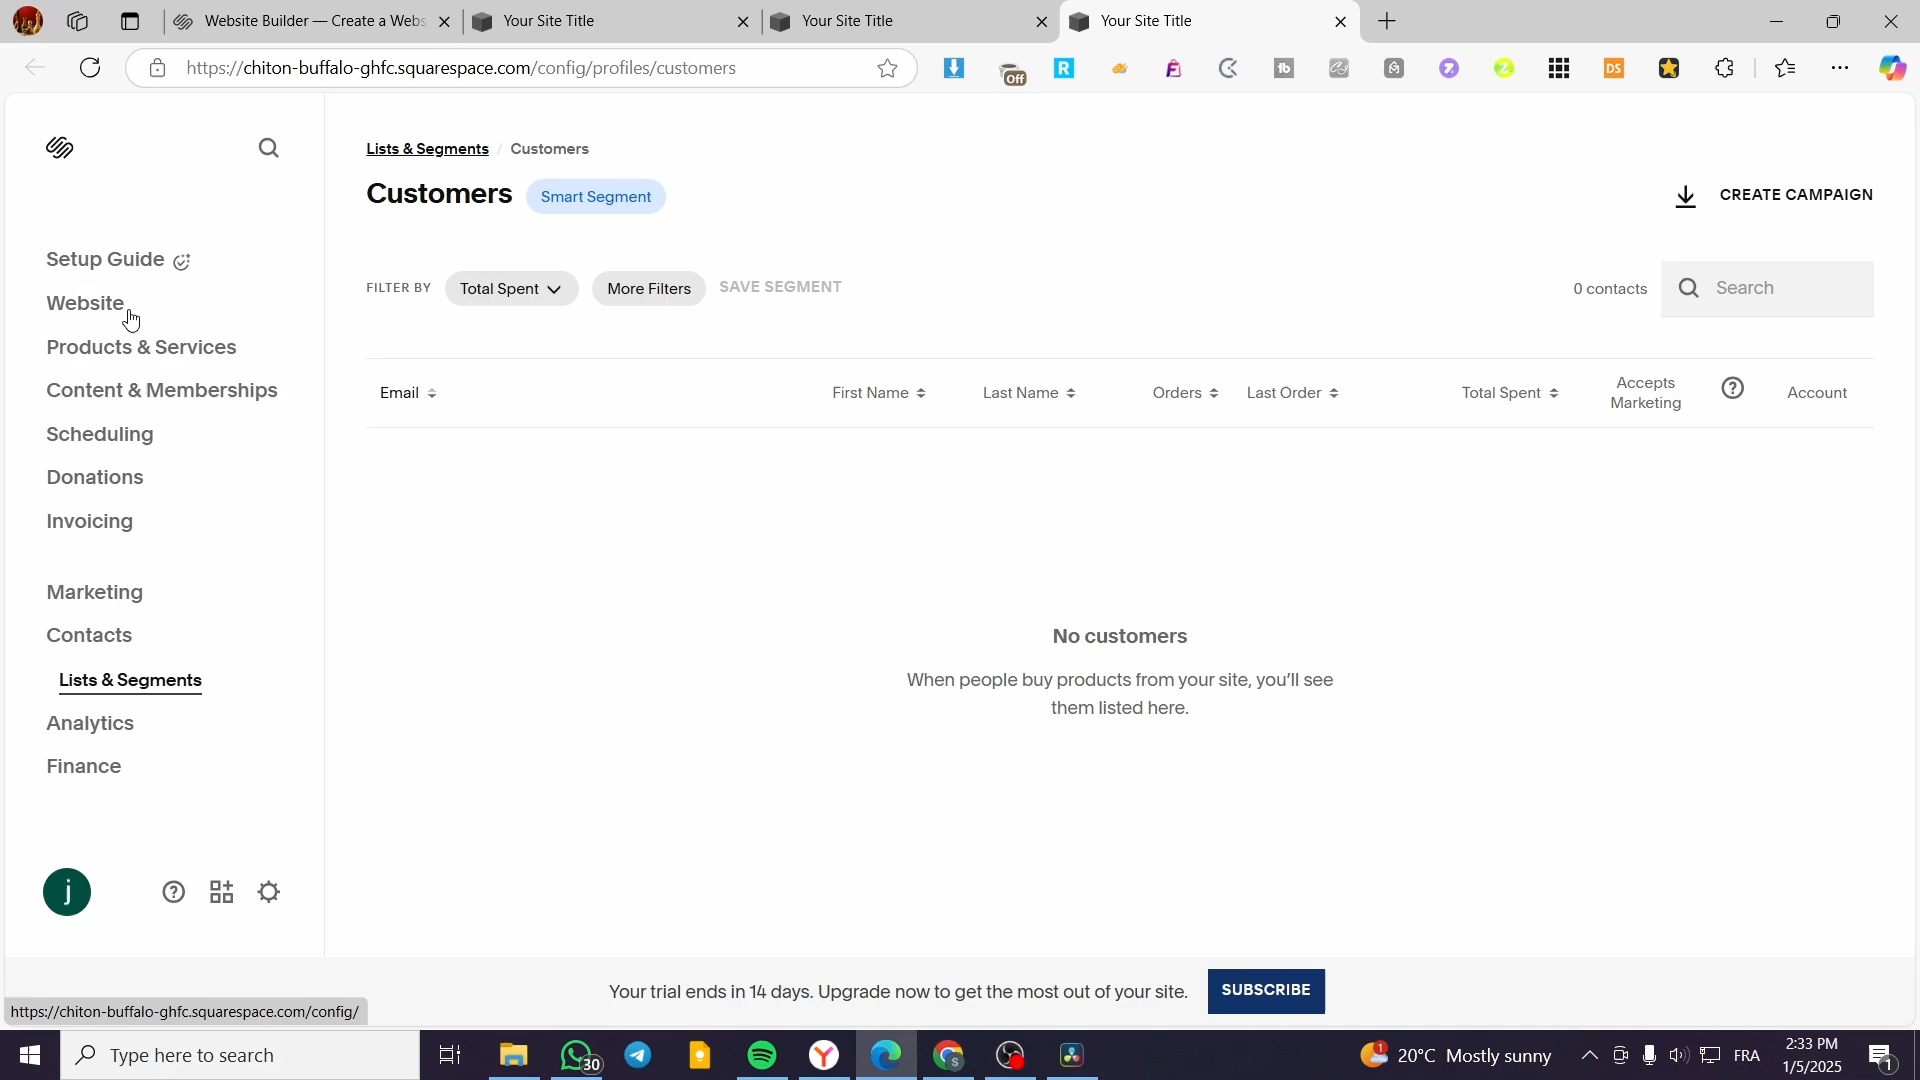 Website Builder — Create a Webs
Your Site Title
Your Site Title
Your Site Title
https://chiton-buffalo-ghfc.squarespace.com/config/profiles/customers
Off
R
tb
DS
Lists & Segments / Customers
Customers
Smart Segment
CREATE CAMPAIGN
Setup Guide
Website
Products & Services
Content & Memberships
Scheduling
Donations
Invoicing
Marketing
Contacts
Lists & Segments
Analytics
Finance
j
FILTER BY
Total Spent
More Filters
SAVE SEGMENT
0 contacts
Search
Email
First Name
Last Name
Orders
Last Order
Total Spent
Accepts
Marketing
Account
No customers
When people buy products from your site, you'll see
them listed here.
Your trial ends in 14 days. Upgrade now to get the most out of your site.
SUBSCRIBE
https://chiton-buffalo-ghfc.squarespace.com/config/
Type here to search
30
1
20°C Mostly sunny
FRA
2:33 PM
1/5/2025
1